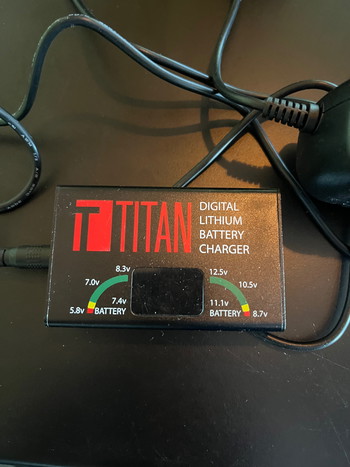 T TITAN
DIGITAL
LITHIUM
BATTERY
CHARGER
8.3v
7.0v
7.4v
5.8v BATTERY
12.5v
10.5v
11.1v
BATTERY 8.7v